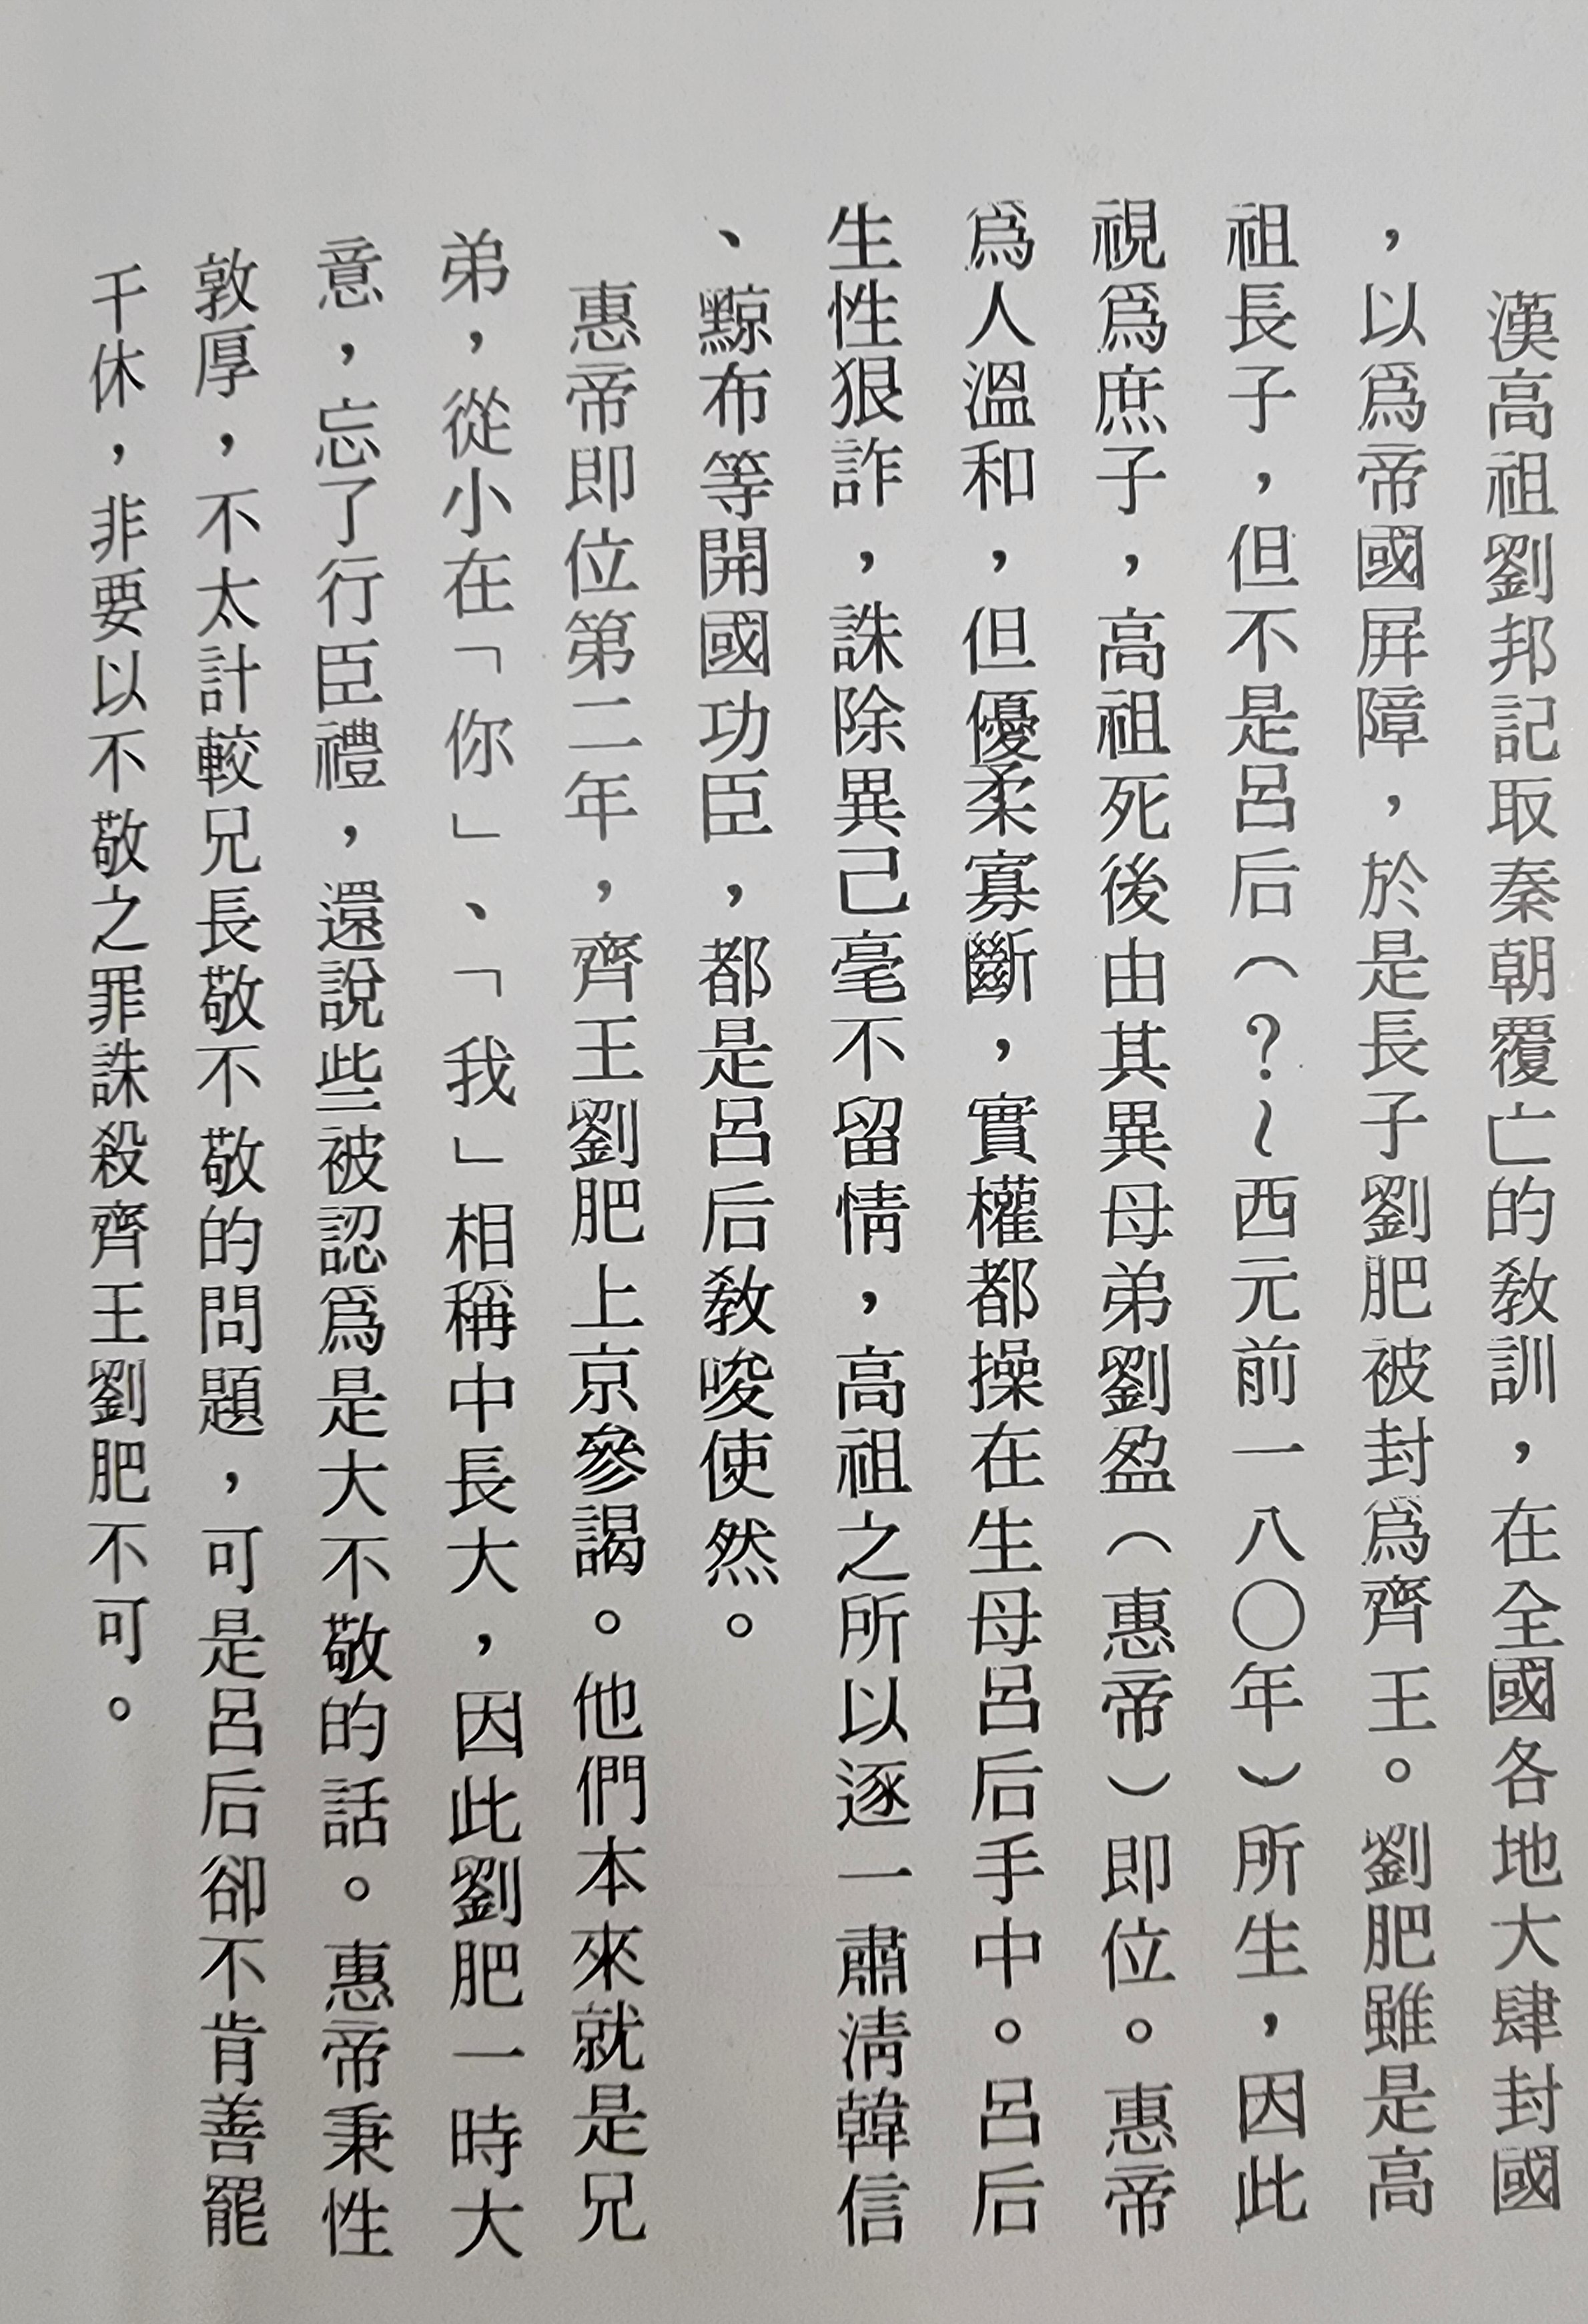 漢高祖劉邦記取秦朝覆亡的敎訓，在全國各地大肆封國
，以爲帝國屛障，於是長子劉肥被封爲齊王。劉肥雖是高
祖長子，但不是呂后（？～西元前一八〇年）所生，因此
視爲庶子，高祖死後由其異母弟劉盈（惠帝）即位。惠帝
爲人溫和，但優柔寡斷，實權都操在生母呂后手中。呂后
生性狠詐，誅除異己毫不留情，高祖之所以逐一肅淸韓信
、黥布等開國功臣，都是呂后敎唆使然。
惠帝即位第二年，齊王劉肥上京參謁。他們本來就是兄
弟，從小在「你」、「我」相稱中長大，因此劉肥一時大
意，忘了行臣禮，還說些被認爲是大不敬的話。惠帝秉性
敦厚，不太計較兄長敬不敬的問題，可是呂后卻不肯善罷
千休，非要以不敬之罪誅殺齊王劉肥不可。